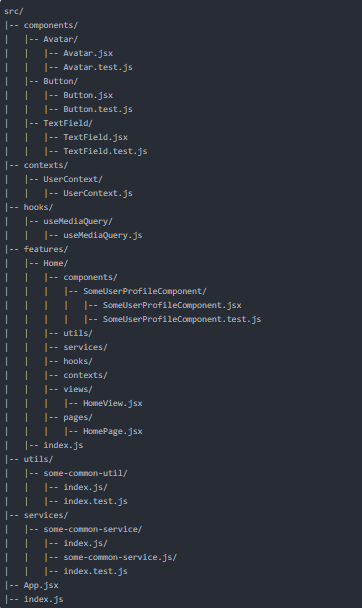 src/
|-- components/
|   |-- Avatar/
|   |   |-- Avatar.jsx
|   |   |-- Avatar.test.js
|   |-- Button/
|   |   |-- Button.jsx
|   |   |-- Button.test.js
|   |-- TextField/
|   |   |-- TextField.jsx
|   |   |-- TextField.test.js
|-- contexts/
|   |-- UserContext/
|   |   |-- UserContext.js
|-- hooks/
|   |-- useMediaQuery/
|   |   |-- useMediaQuery.js
|-- features/
|   |-- Home/
|   |   |-- components/
|   |   |   |-- SomeUserProfileComponent/
|   |   |   |   |-- SomeUserProfileComponent.jsx
|   |   |   |   |-- SomeUserProfileComponent.test.js
|   |   |-- utils/
|   |   |-- services/
|   |   |-- hooks/
|   |   |-- contexts/
|   |   |-- views/
|   |   |   |-- HomeView.jsx
|   |   |-- pages/
|   |   |   |-- HomePage.jsx
|   |   |-- index.js
|-- utils/
|   |-- some-common-util/
|   |   |-- index.js/
|   |   |-- index.test.js
|-- services/
|   |-- some-common-service/
|   |   |-- index.js/
|   |   |-- some-common-service.js/
|   |   |-- index.test.js
|-- App.jsx
|-- index.js